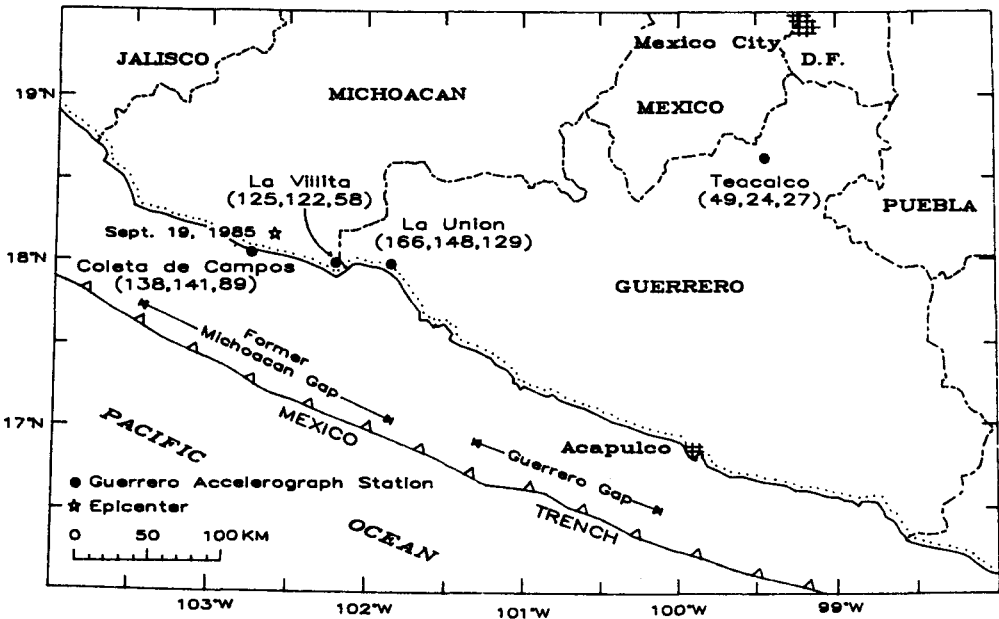 JALISCO
Mexico City
D.F.
19°N
MICHOACAN
MEXICO
La Villita
(125,122,58)
Teacalco
(49,24,27)
PUEBLA
La Union
(166,148,129)
Sept. 19, 1985
18°N
Coleta de Campos
(138,141,89)
GUERRERO
Former
Michoacan Gap
17°N
MEXICO
PACIFIC
Acapulco
Guerrero Gap
Guerrero Accelerograph Station
Epicenter
TRENCH
0 50 100 KM
OCEAN
103°W
102°W
101°W
100°W
99°W